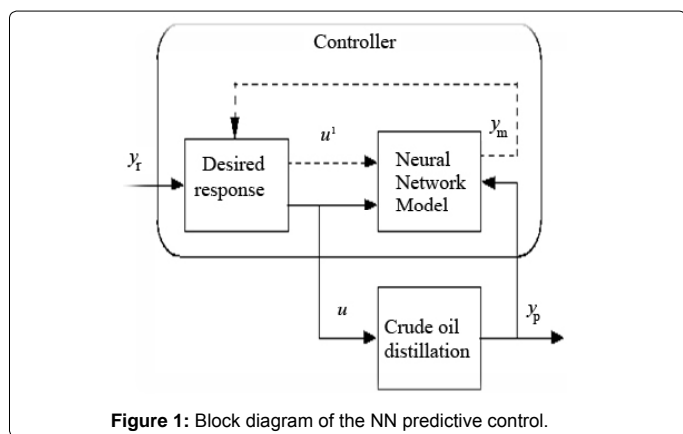 Controller
y_r
Desired
response
u¹
y_m
Neural
Network
Model
u
Crude oil
distillation
y_p
Figure 1: Block diagram of the NN predictive control.